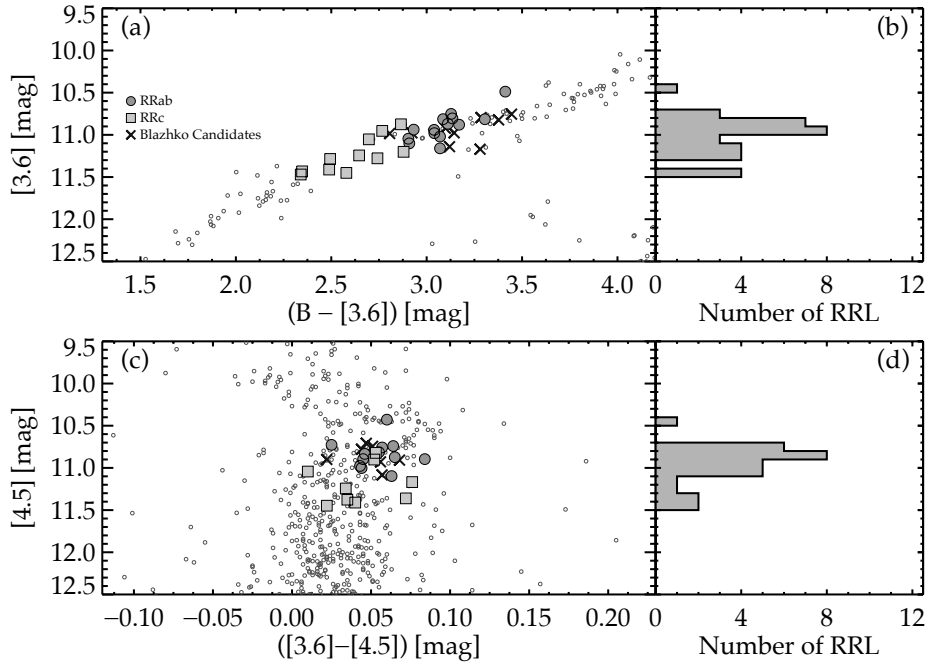 (a)
(b)
9.5
10.0
10.5
11.0
11.5
12.0
12.5
[3.6] [mag]
RRab
RRc
Blazhko Candidates
1.5 2.0 2.5 3.0 3.5 4.0
(B − [3.6]) [mag]
0 4 8 12
Number of RRL
(c)
(d)
9.5
10.0
10.5
11.0
11.5
12.0
12.5
[4.5] [mag]
−0.10 −0.05 0.00 0.05 0.10 0.15 0.20
([3.6]−[4.5]) [mag]
0 4 8 12
Number of RRL